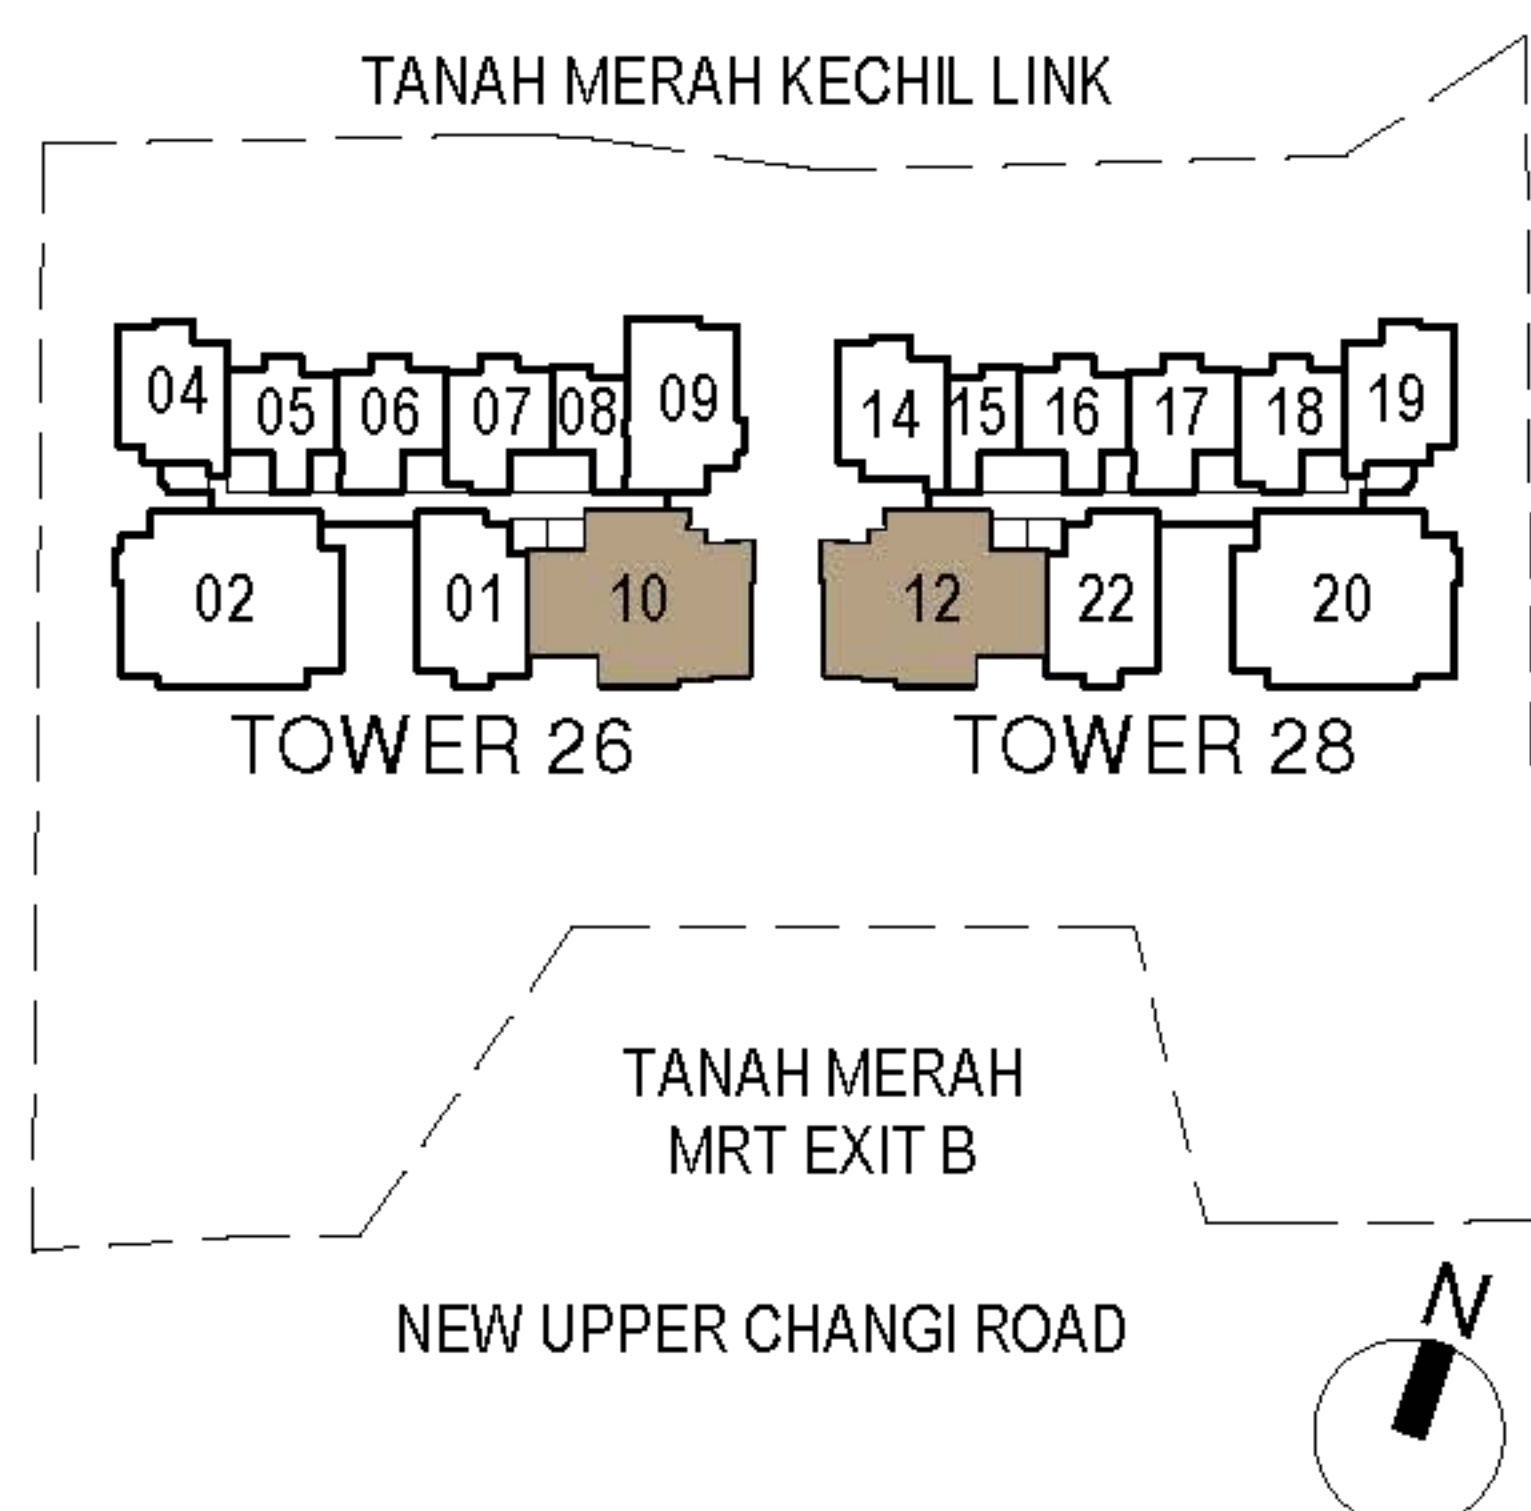 TANAH MERAH KECHIL LINK
04 05 06 07 08 09 14 15 16 17 18 19
02 01 10 12 22 20
TOWER 26 TOWER 28
TANAH MERAH
MRT EXIT B
NEW UPPER CHANGI ROAD
N